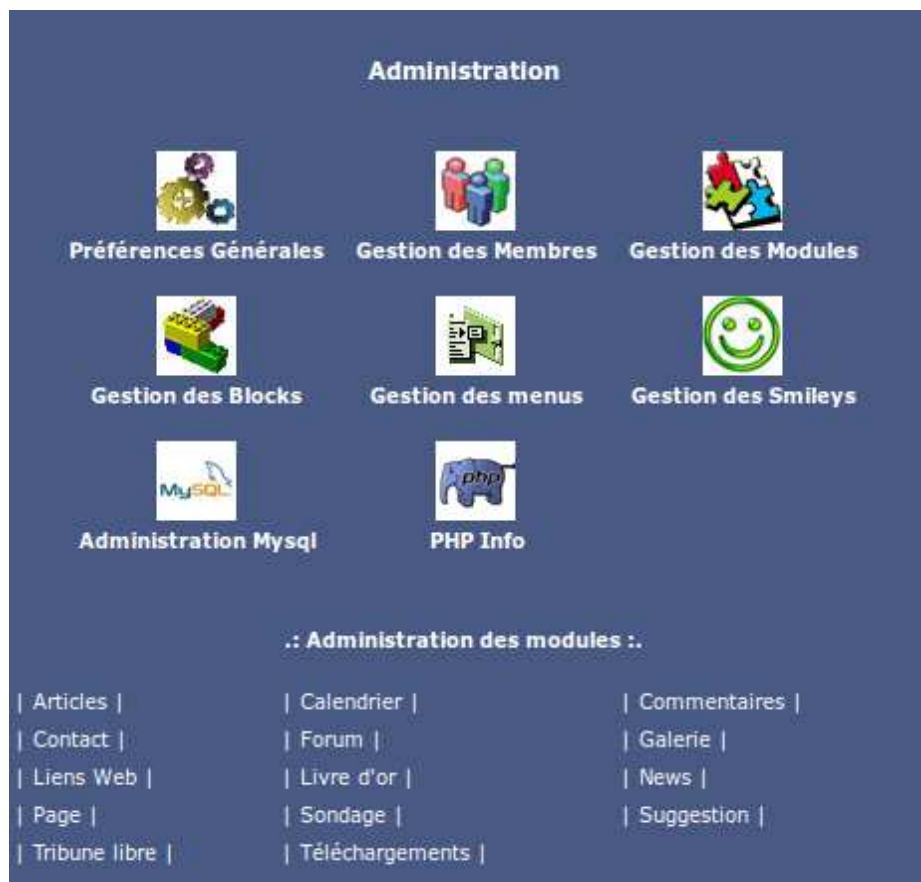 Administration
Préférences Générales Gestion des Membres Gestion des Modules
Gestion des Blocks Gestion des menus Gestion des Smileys
MySQL php
Administration Mysql PHP Info
.: Administration des modules :.
| Articles | | Calendrier | | Commentaires |
| Contact | | Forum | | Galerie |
| Liens Web | | Livre d'or | | News |
| Page | | Sondage | | Suggestion |
| Tribune libre | | Téléchargements |